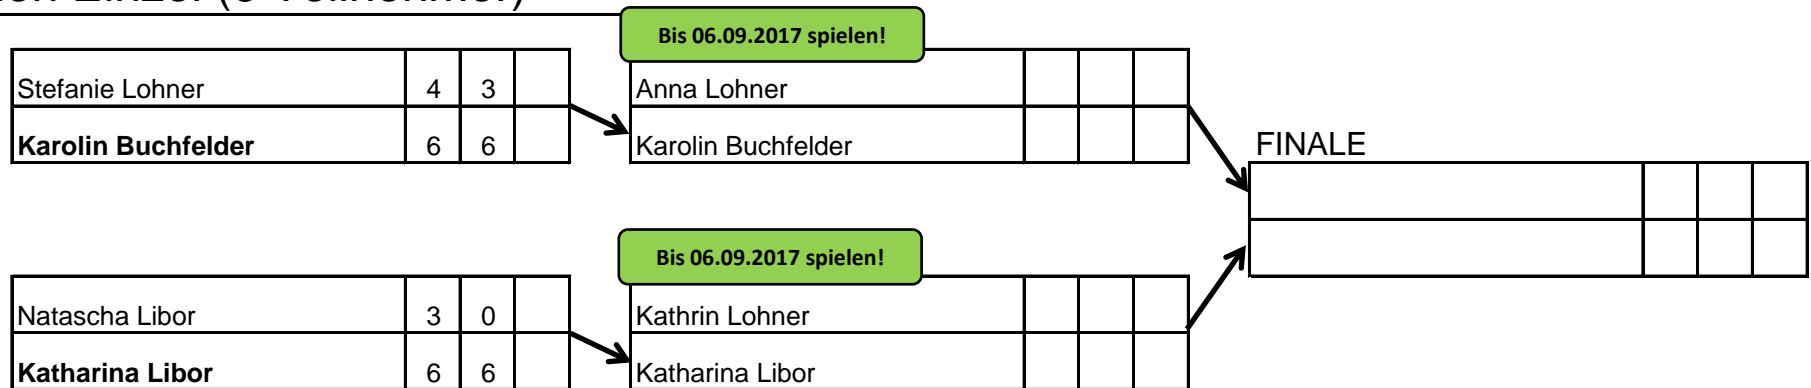 Bis 06.09.2017 spielen!
Stefanie Lohner 4 3
Anna Lohner
Karolin Buchfelder 6 6
Karolin Buchfelder
FINALE
Bis 06.09.2017 spielen!
Natascha Libor 3 0
Kathrin Lohner
Katharina Libor 6 6
Katharina Libor